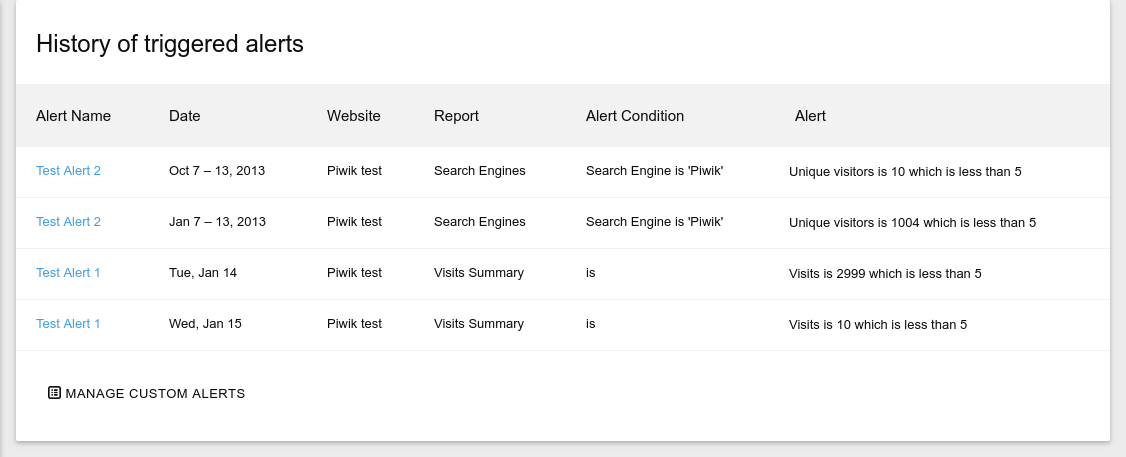 History of triggered alerts
Alert Name Date Website Report Alert Condition Alert
Test Alert 2 Oct 7 – 13, 2013 Piwik test Search Engines Search Engine is 'Piwik' Unique visitors is 10 which is less than 5
Test Alert 2 Jan 7 – 13, 2013 Piwik test Search Engines Search Engine is 'Piwik' Unique visitors is 1004 which is less than 5
Test Alert 1 Tue, Jan 14 Piwik test Visits Summary is Visits is 2999 which is less than 5
Test Alert 1 Wed, Jan 15 Piwik test Visits Summary is Visits is 10 which is less than 5
MANAGE CUSTOM ALERTS